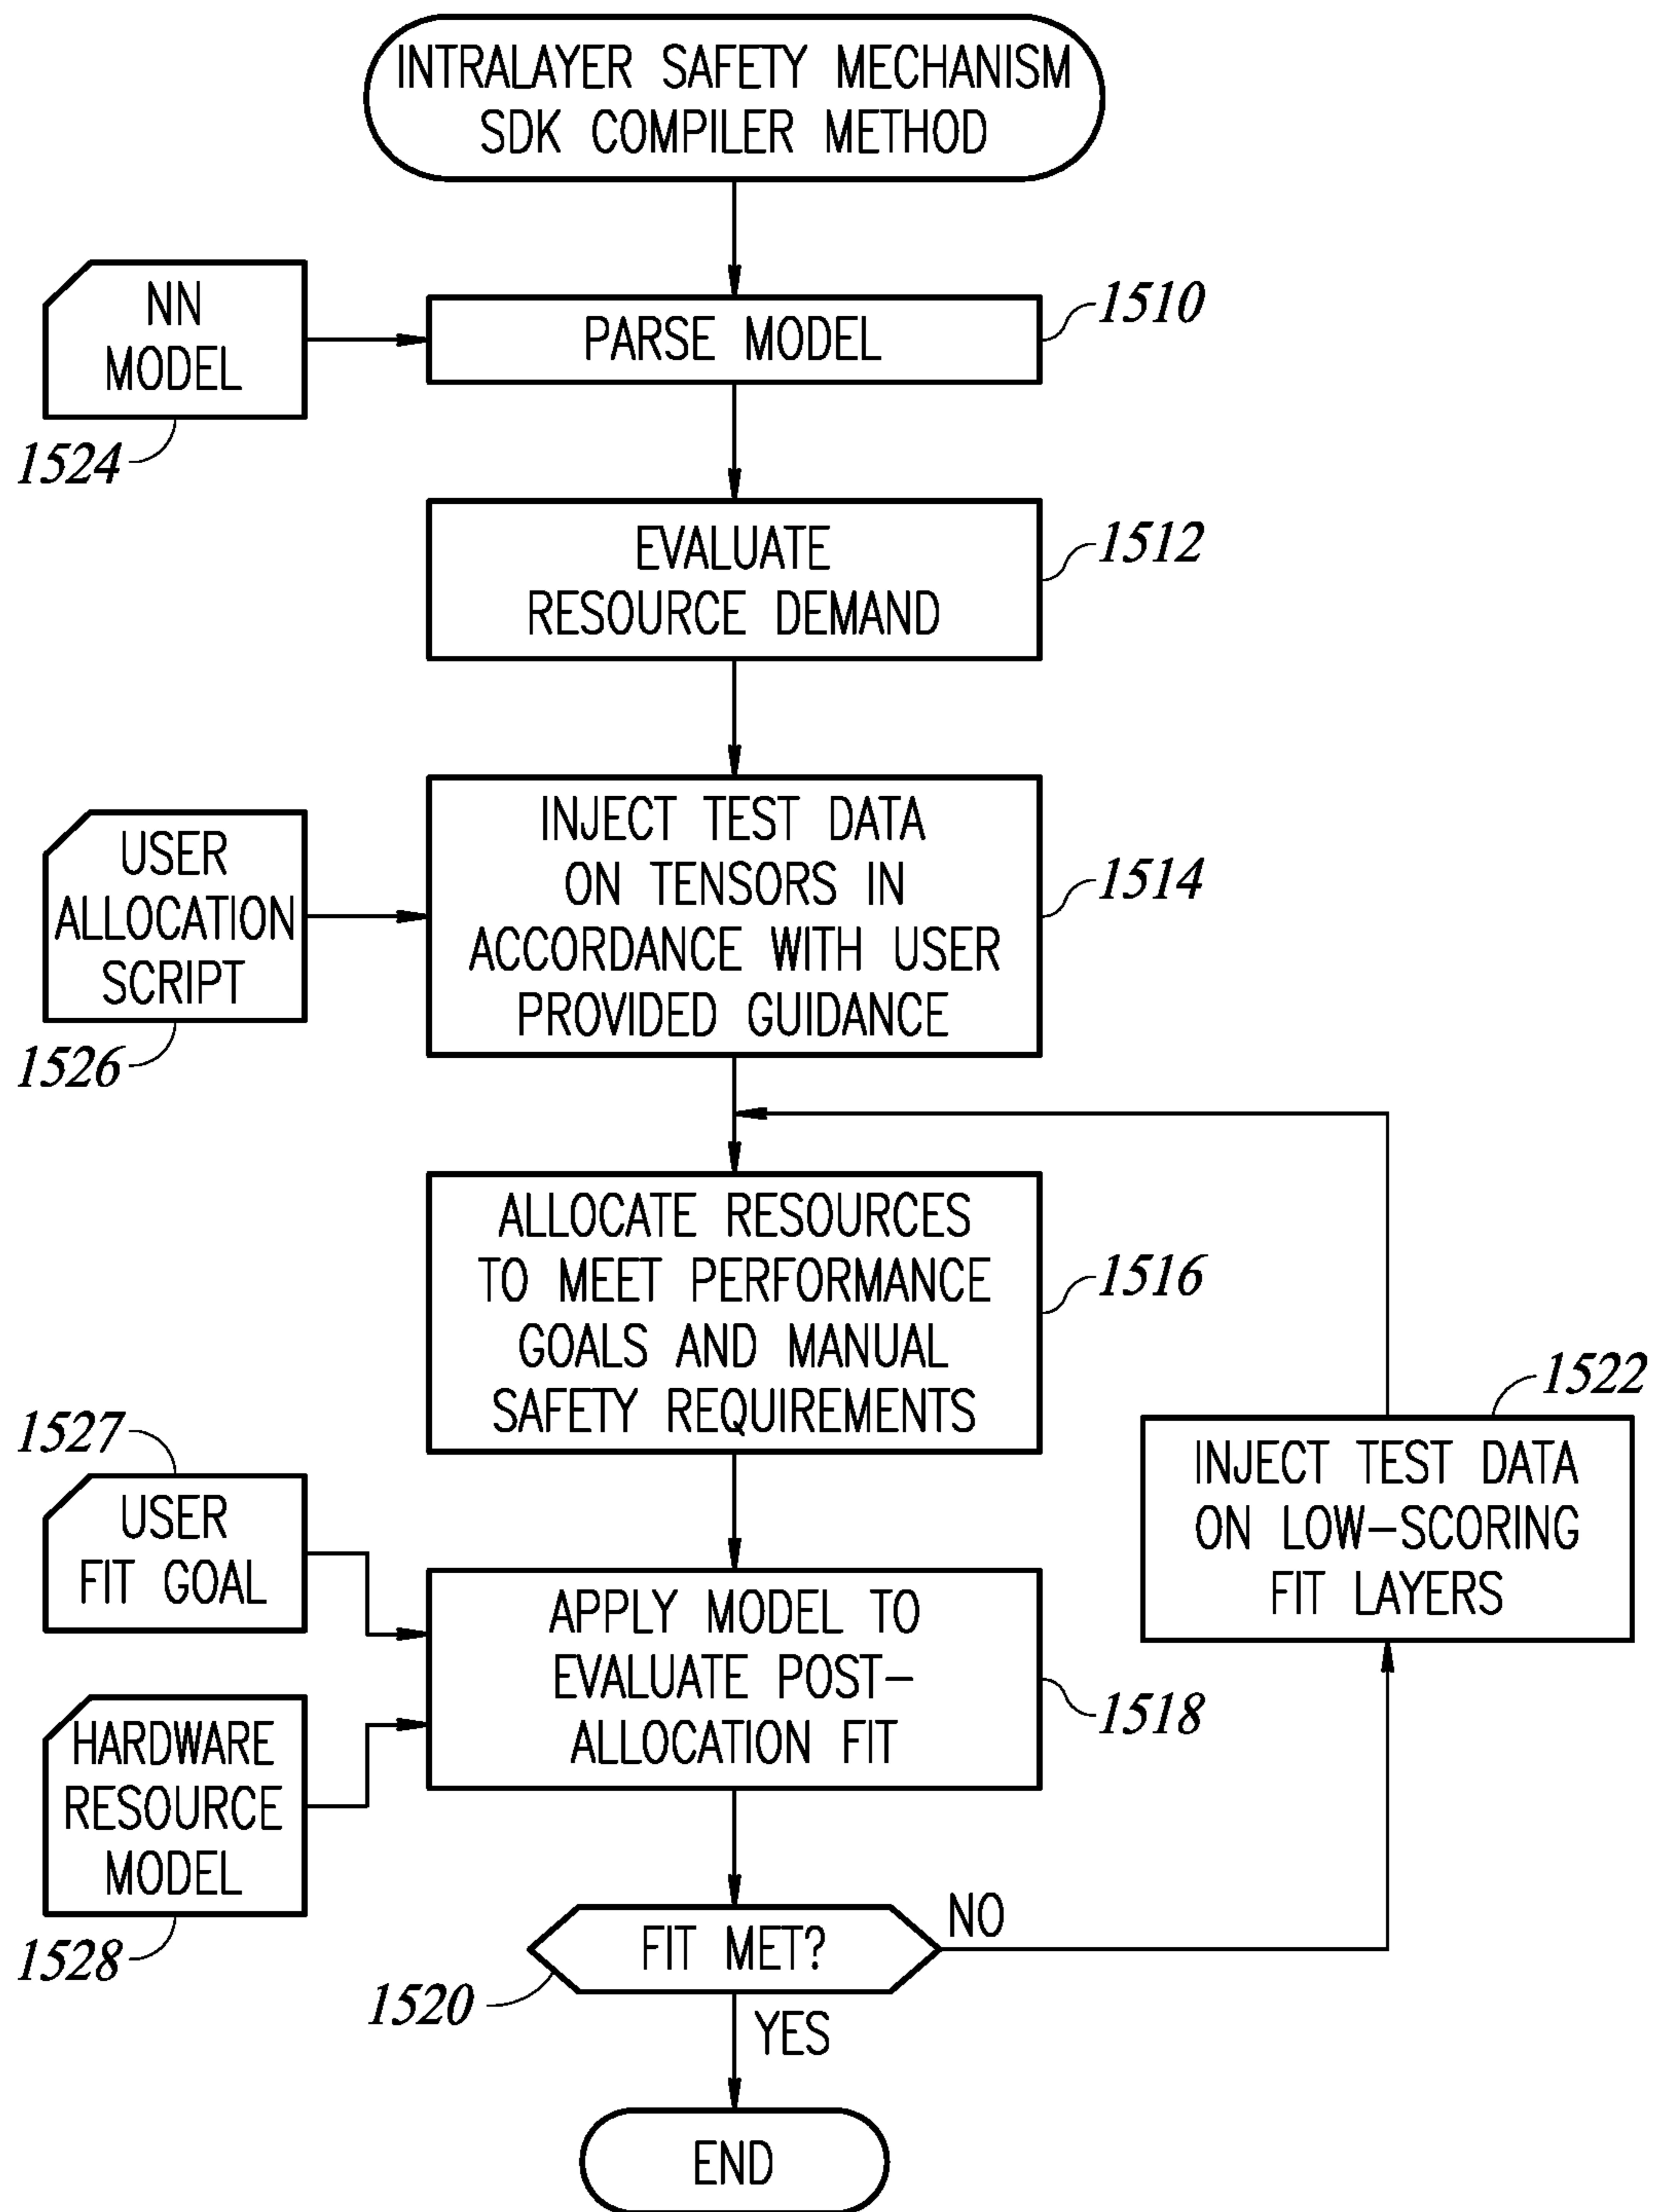 INTRALAYER SAFETY MECHANISM
SDK COMPILER METHOD
NN
MODEL
1524
PARSE MODEL
1510
EVALUATE
RESOURCE DEMAND
1512
USER
ALLOCATION
SCRIPT
1526
INJECT TEST DATA
ON TENSORS IN
ACCORDANCE WITH USER
PROVIDED GUIDANCE
1514
ALLOCATE RESOURCES
TO MEET PERFORMANCE
GOALS AND MANUAL
SAFETY REQUIREMENTS
1516
1522
INJECT TEST DATA
ON LOW-SCORING
FIT LAYERS
1527
USER
FIT GOAL
HARDWARE
RESOURCE
MODEL
1528
APPLY MODEL TO
EVALUATE POST-
ALLOCATION FIT
1518
FIT MET?
NO
1520
YES
END